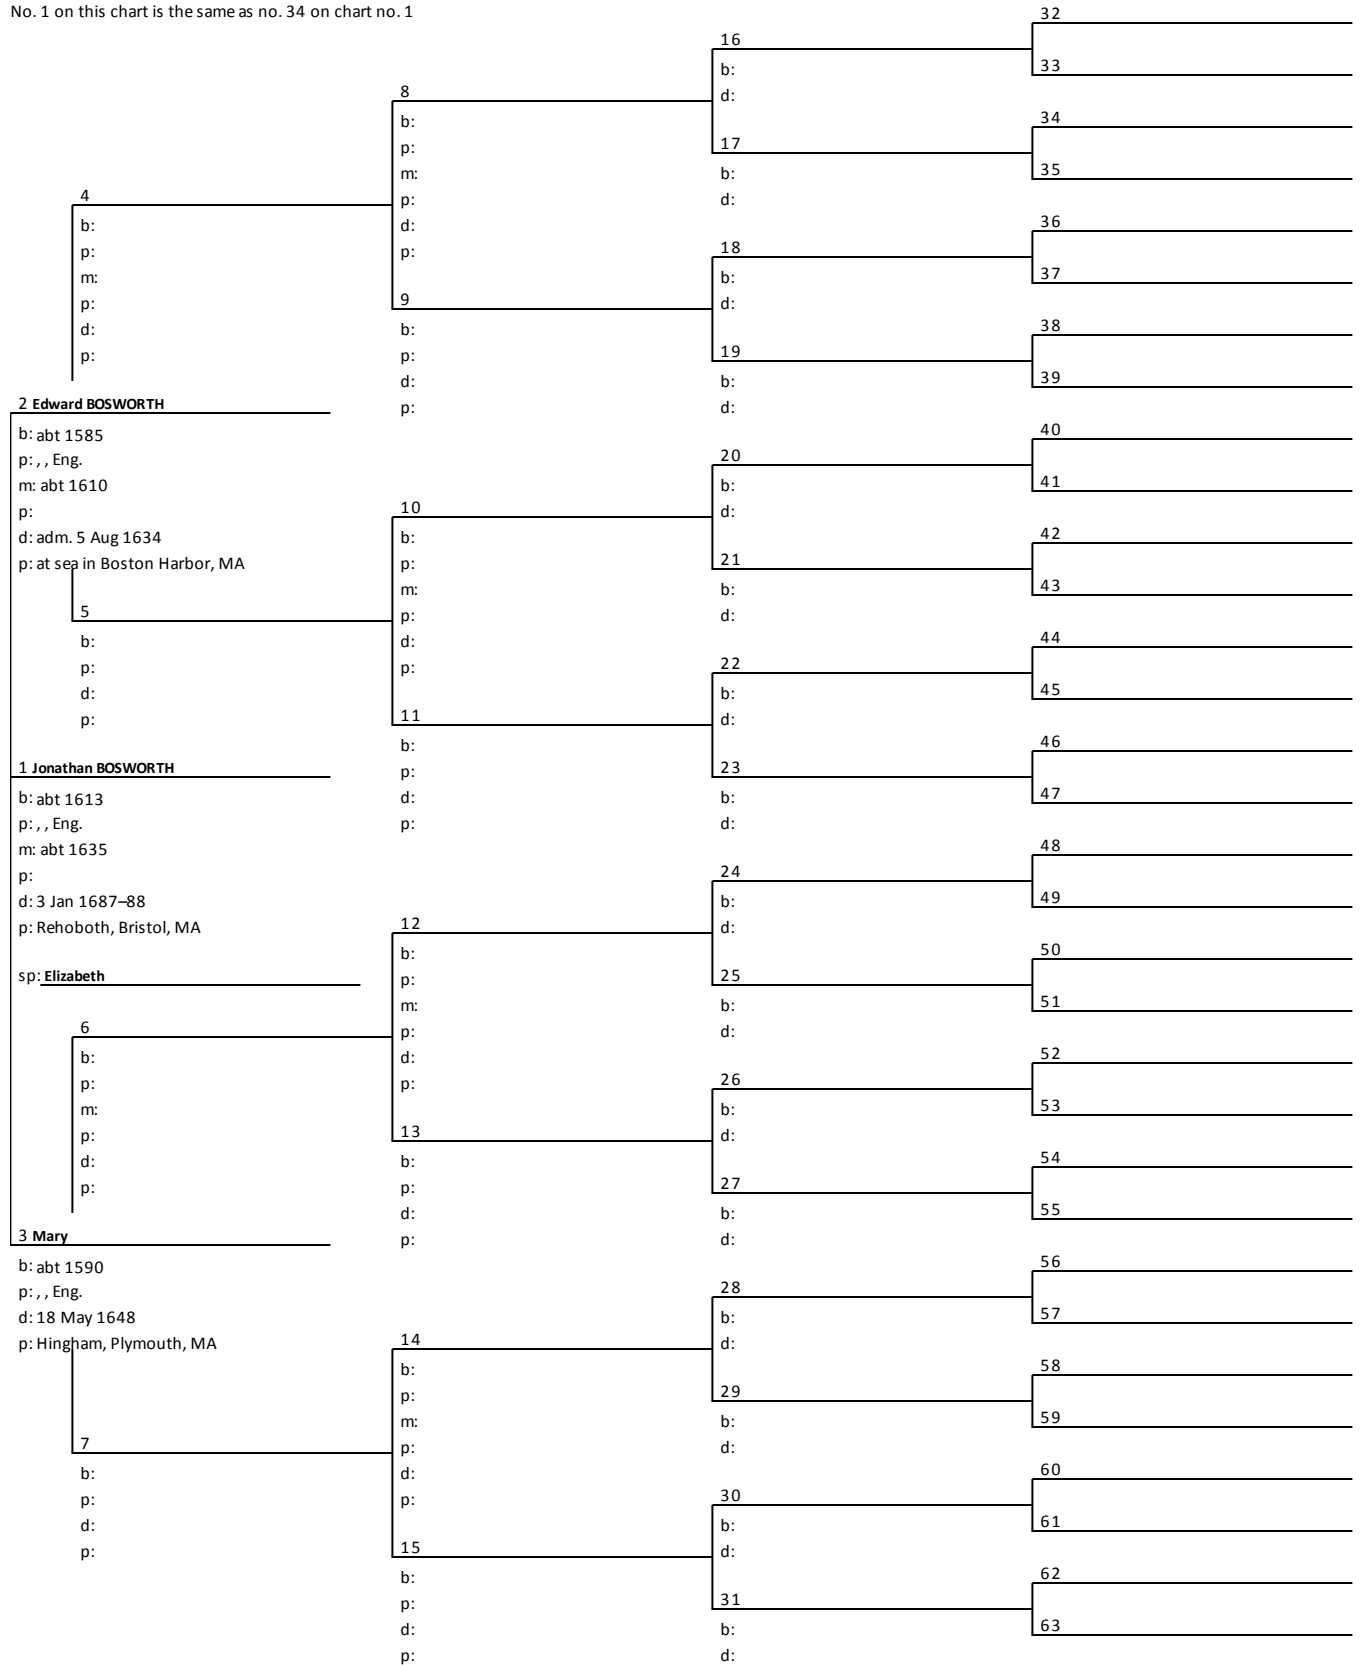 No. 1 on this chart is the same as no. 34 on chart no. 1
4
b:
p:
m:
p:
d:
p:
2 Edward BOSWORTH
b: abt 1585
p: , , Eng.
m: abt 1610
p:
d: adm. 5 Aug 1634
p: at sea in Boston Harbor, MA
5
b:
p:
d:
p:
1 Jonathan BOSWORTH
b: abt 1613
p: , , Eng.
m: abt 1635
p:
d: 3 Jan 1687–88
p: Rehoboth, Bristol, MA
sp: Elizabeth
6
b:
p:
m:
p:
d:
p:
3 Mary
b: abt 1590
p: , , Eng.
d: 18 May 1648
p: Hingham, Plymouth, MA
7
b:
p:
d:
p:
8
b:
p:
m:
p:
d:
p:
9
b:
p:
d:
p:
10
b:
p:
m:
p:
d:
p:
11
b:
p:
d:
p:
12
b:
p:
m:
p:
d:
p:
13
b:
p:
d:
p:
14
b:
p:
m:
p:
d:
p:
15
b:
p:
d:
p:
16
b:
d:
17
b:
d:
18
b:
d:
19
b:
d:
20
b:
d:
21
b:
d:
22
b:
d:
23
b:
d:
24
b:
d:
25
b:
d:
26
b:
d:
27
b:
d:
28
b:
d:
29
b:
d:
30
b:
d:
31
b:
d:
32
33
34
35
36
37
38
39
40
41
42
43
44
45
46
47
48
49
50
51
52
53
54
55
56
57
58
59
60
61
62
63